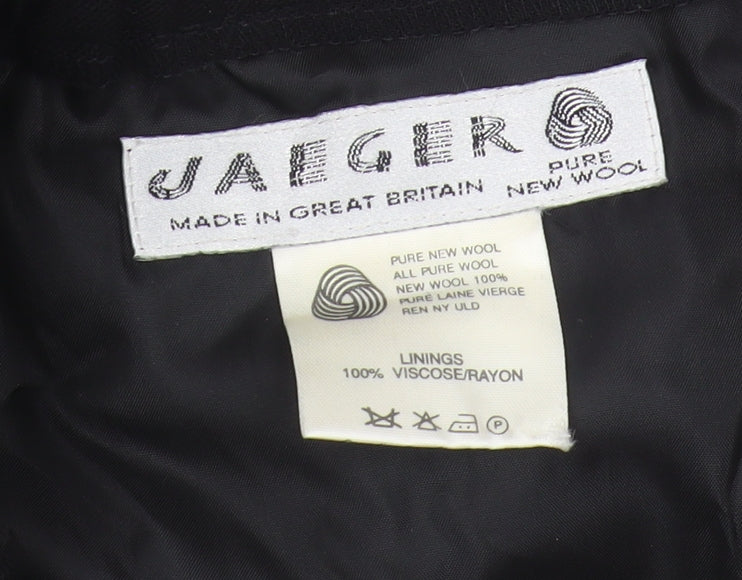 JAEGER
MADE IN GREAT BRITAIN
PURE
NEW WOOL
PURE NEW WOOL
ALL PURE WOOL
NEW WOOL 100%
PURE LAINE VIERGE
REN NY ULD
LININGS
100% VISCOSE/RAYON
P